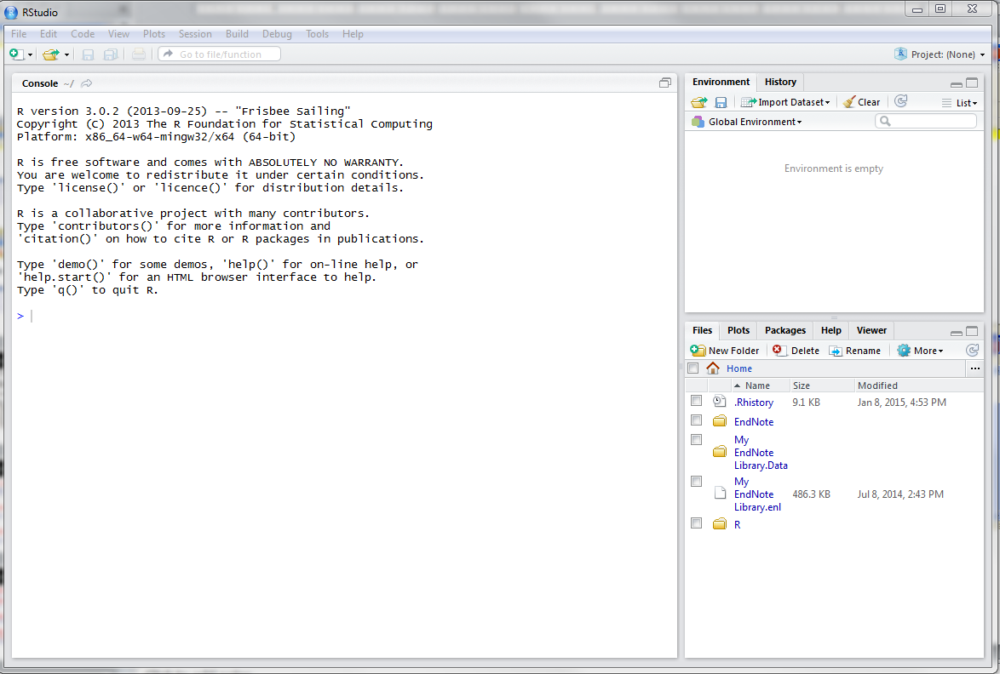 RStudio
File Edit Code View Plots Session Build Debug Tools Help
Go to file/function
Project: (None)
Console ~/
R version 3.0.2 (2013-09-25) -- "Frisbee Sailing"
Copyright (C) 2013 The R Foundation for Statistical Computing
Platform: x86_64-w64-mingw32/x64 (64-bit)
R is free software and comes with ABSOLUTELY NO WARRANTY.
You are welcome to redistribute it under certain conditions.
Type 'license()' or 'licence()' for distribution details.
R is a collaborative project with many contributors.
Type 'contributors()' for more information and
'citation()' on how to cite R or R packages in publications.
Type 'demo()' for some demos, 'help()' for on-line help, or
'help.start()' for an HTML browser interface to help.
Type 'q()' to quit R.
>
Environment History
Import Dataset Clear List
Global Environment
Environment is empty
Files Plots Packages Help Viewer
New Folder Delete Rename More
Home ...
Name Size Modified
.Rhistory 9.1 KB Jan 8, 2015, 4:53 PM
EndNote
My
EndNote
Library.Data
My
EndNote 486.3 KB Jul 8, 2014, 2:43 PM
Library.enl
R